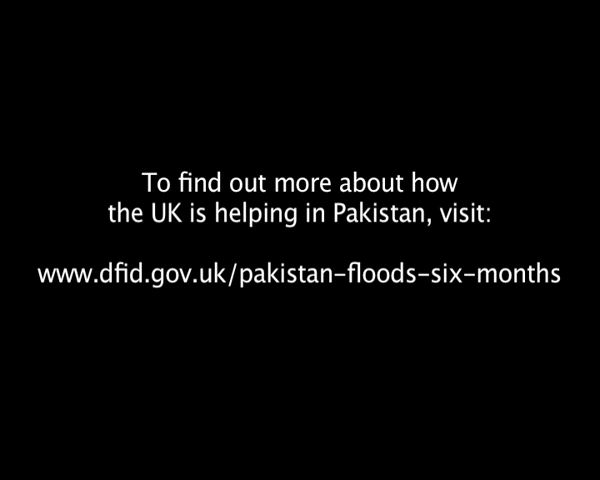 To find out more about how
the UK is helping in Pakistan, visit:
www.dfid.gov.uk/pakistan-floods-six-months